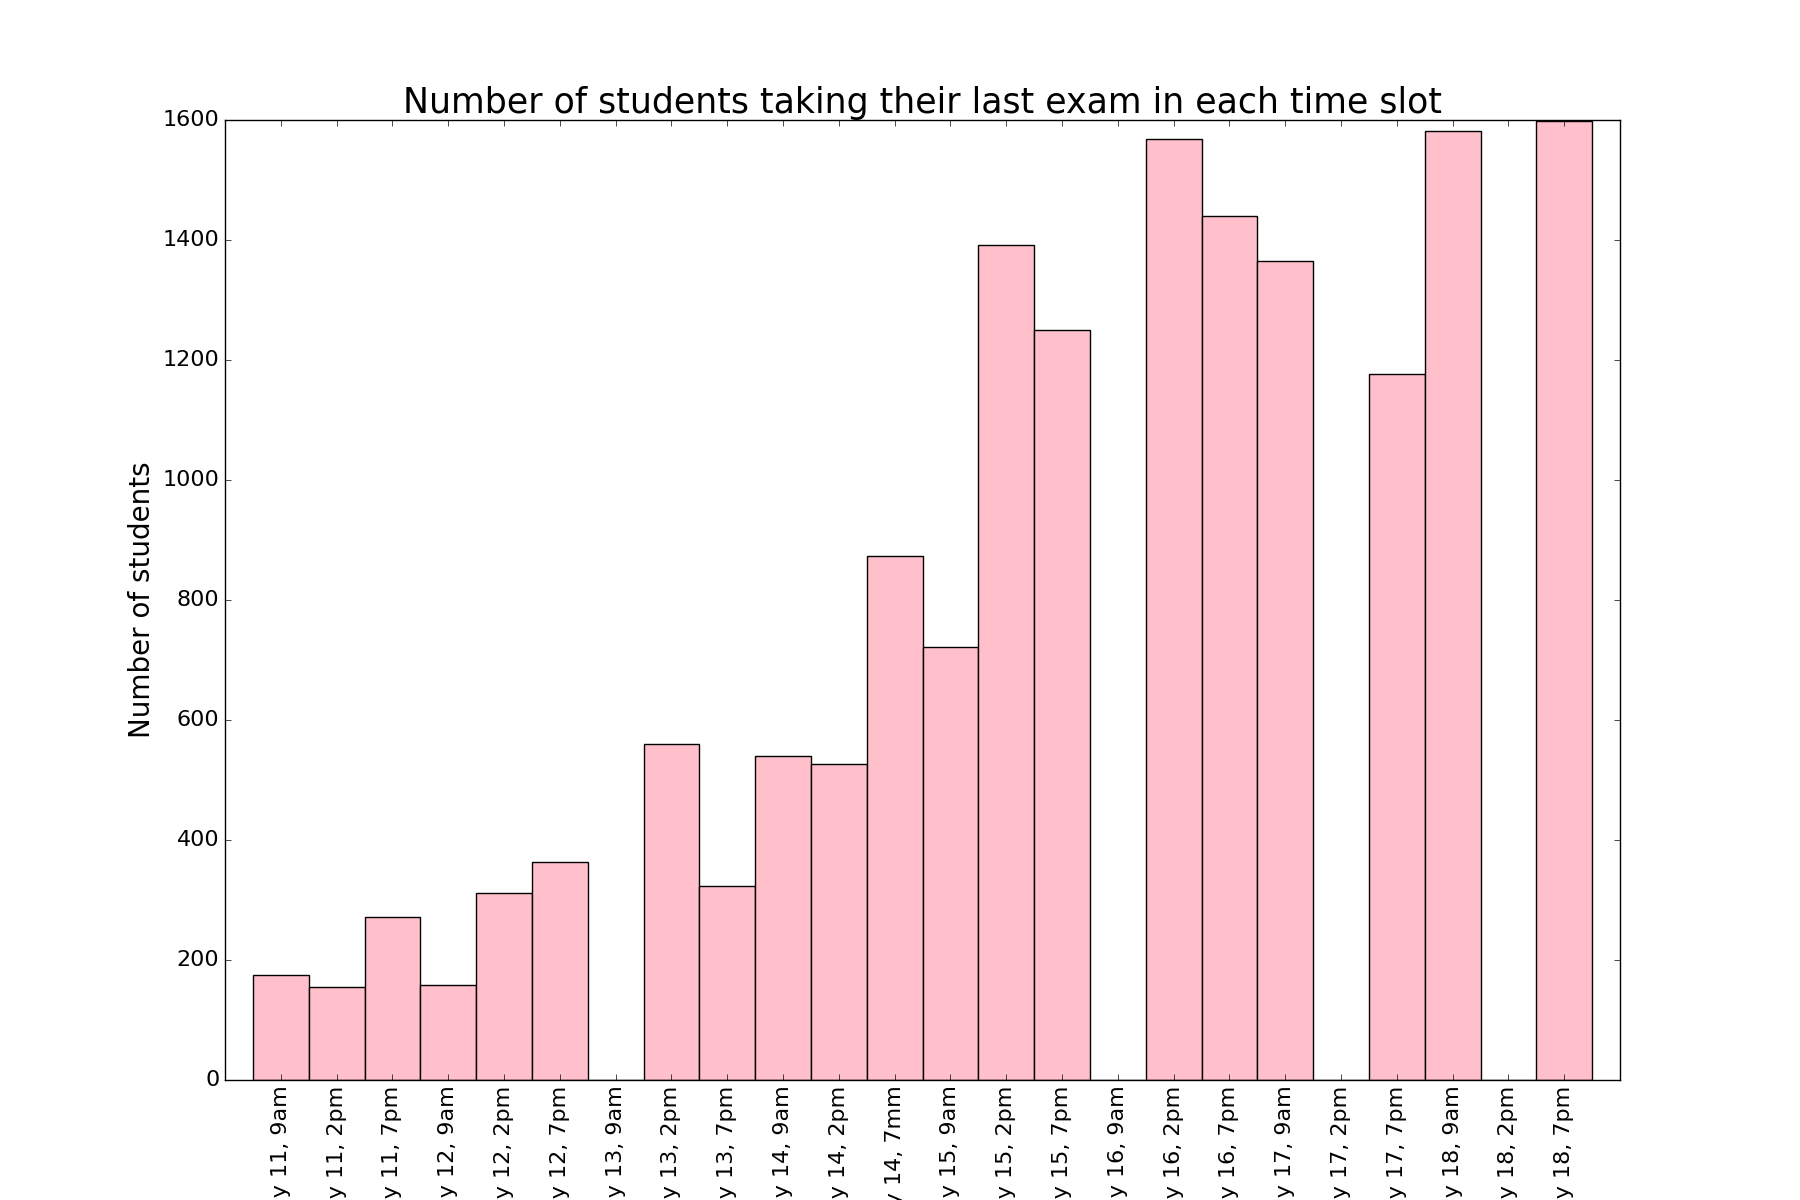 Number of students taking their last exam in each time slot
Number of students
1600
1400
1200
1000
800
600
400
200
0
y 11, 9am
y 11, 2pm
y 11, 7pm
y 12, 9am
y 12, 2pm
y 12, 7pm
y 13, 9am
y 13, 2pm
y 13, 7pm
y 14, 9am
y 14, 2pm
y 14, 7mm
y 15, 9am
y 15, 2pm
y 15, 7pm
y 16, 9am
y 16, 2pm
y 16, 7pm
y 17, 9am
y 17, 2pm
y 17, 7pm
y 18, 9am
y 18, 2pm
y 18, 7pm